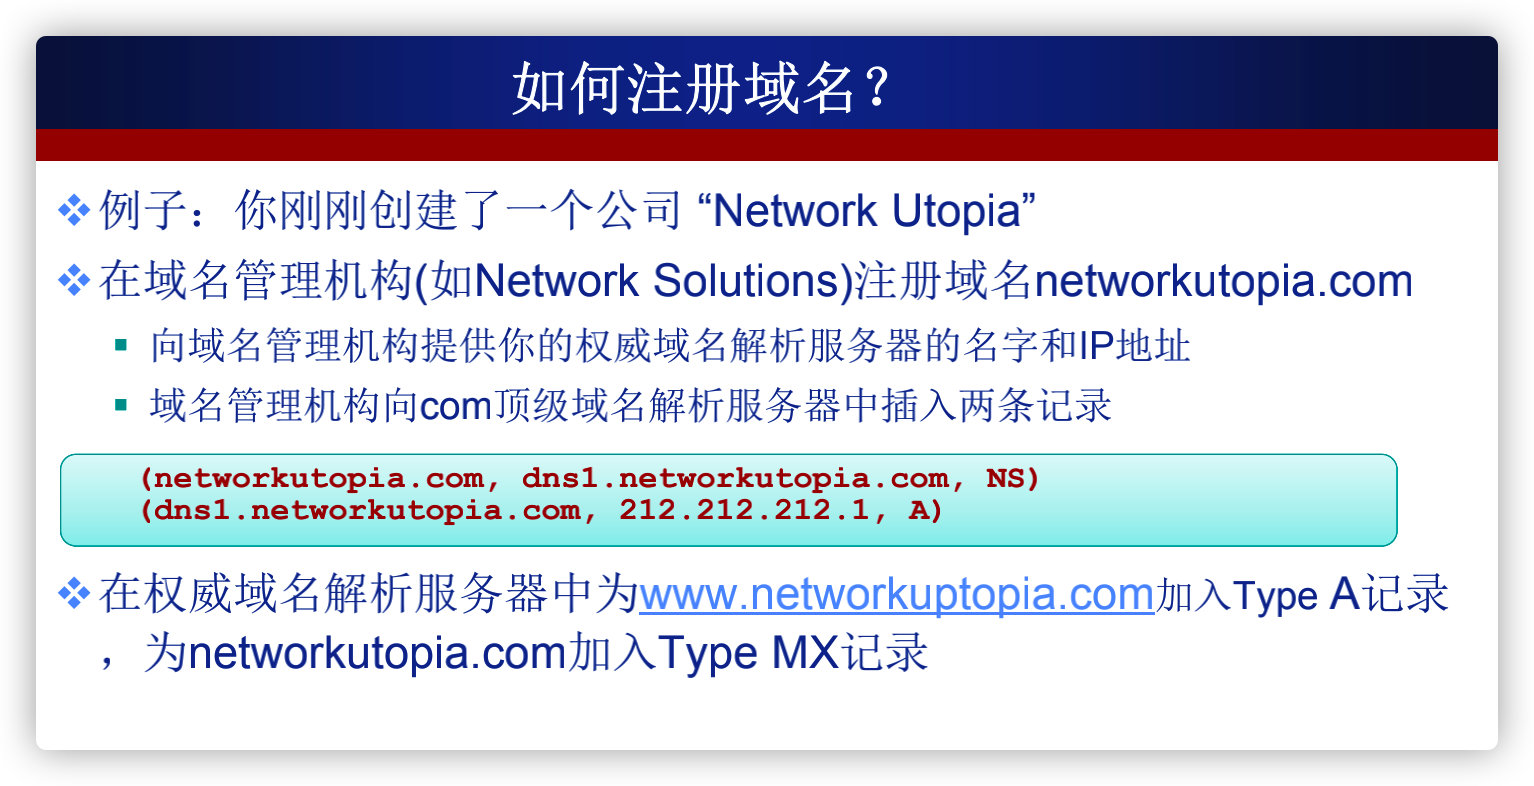 如何注册域名？
例子：你刚刚创建了一个公司 “Network Utopia”
在域名管理机构(如Network Solutions)注册域名networkutopia.com
向域名管理机构提供你的权威域名解析服务器的名字和IP地址
域名管理机构向com顶级域名解析服务器中插入两条记录
(networkutopia.com, dns1.networkutopia.com, NS)
(dns1.networkutopia.com, 212.212.212.1, A)
在权威域名解析服务器中为www.networkuptopia.com加入Type A记录
，为networkutopia.com加入Type MX记录